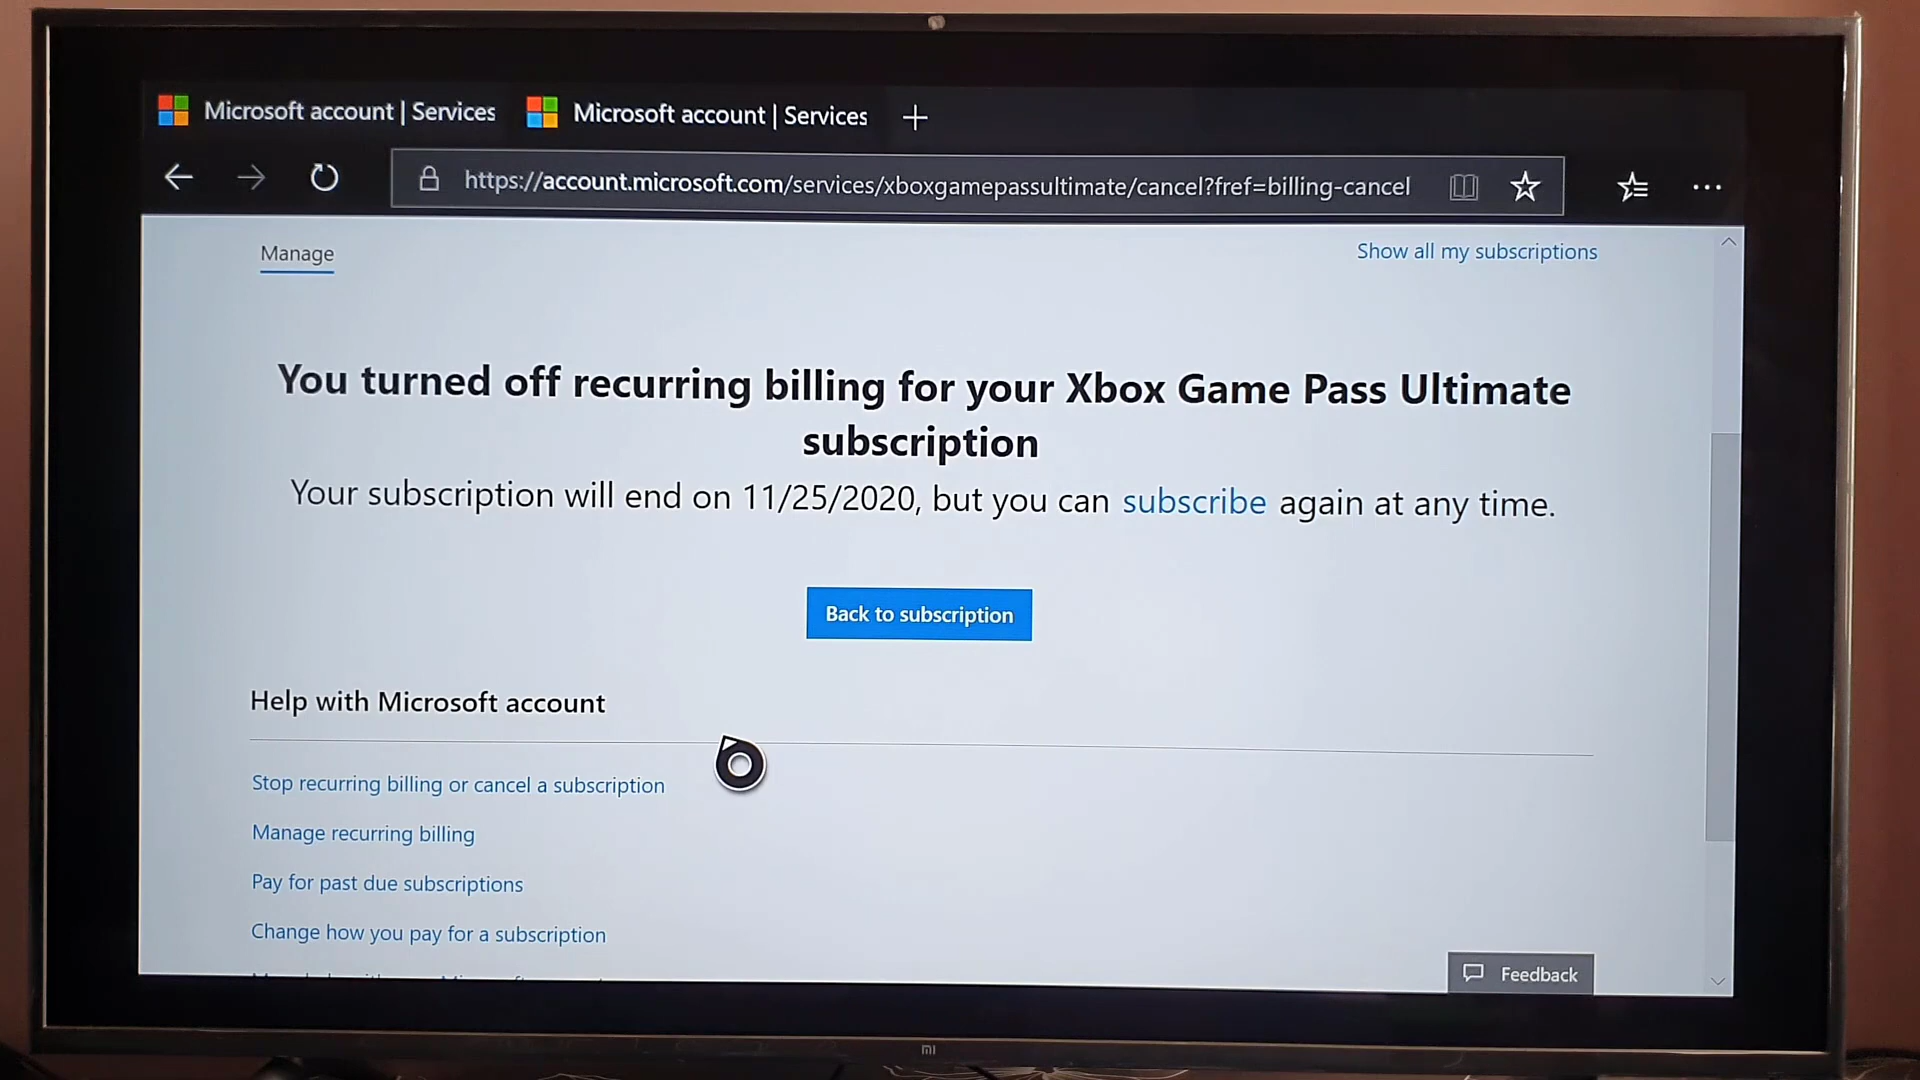 Microsoft account | Services
Microsoft account | Services
https://account.microsoft.com/services/xboxgamepassultimate/cancel?fref=billing-cancel
Manage
Show all my subscriptions
You turned off recurring billing for your Xbox Game Pass Ultimate
subscription
Your subscription will end on 11/25/2020, but you can subscribe again at any time.
Back to subscription
Help with Microsoft account
Stop recurring billing or cancel a subscription
Manage recurring billing
Pay for past due subscriptions
Change how you pay for a subscription
Feedback
mi